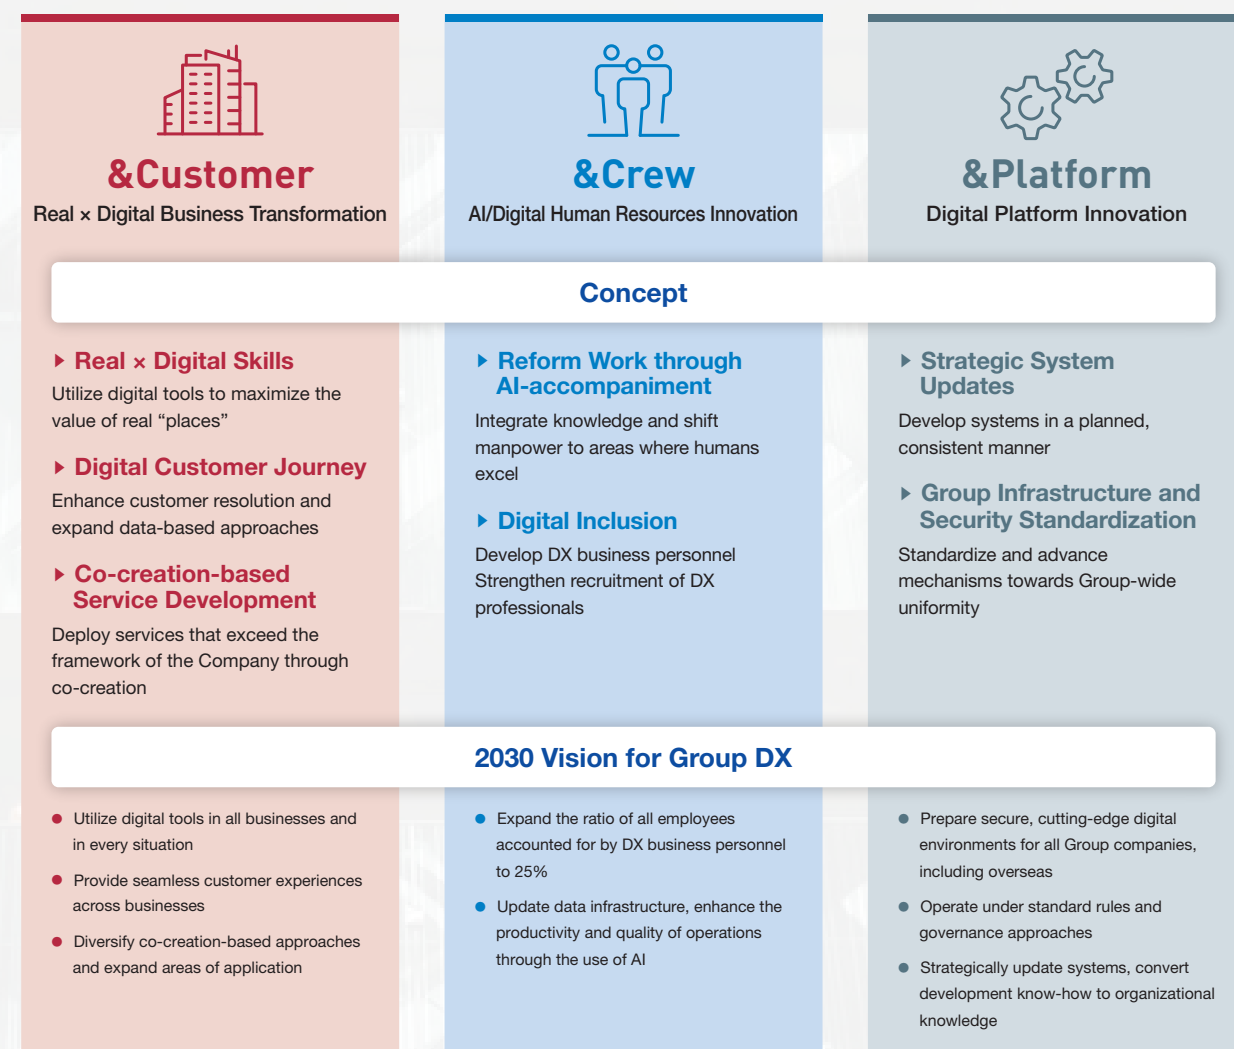 &Customer
Real × Digital Business Transformation
&Crew
AI/Digital Human Resources Innovation
&Platform
Digital Platform Innovation
Concept
Real × Digital Skills
Utilize digital tools to maximize the
value of real “places”
Digital Customer Journey
Enhance customer resolution and
expand data-based approaches
Co-creation-based
Service Development
Deploy services that exceed the
framework of the Company through
co-creation
Reform Work through
AI-accompaniment
Integrate knowledge and shift
manpower to areas where humans
excel
Digital Inclusion
Develop DX business personnel
Strengthen recruitment of DX
professionals
Strategic System
Updates
Develop systems in a planned,
consistent manner
Group Infrastructure and
Security Standardization
Standardize and advance
mechanisms towards Group-wide
uniformity
2030 Vision for Group DX
Utilize digital tools in all businesses and
in every situation
Provide seamless customer experiences
across businesses
Diversify co-creation-based approaches
and expand areas of application
Expand the ratio of all employees
accounted for by DX business personnel
to 25%
Update data infrastructure, enhance the
productivity and quality of operations
through the use of AI
Prepare secure, cutting-edge digital
environments for all Group companies,
including overseas
Operate under standard rules and
governance approaches
Strategically update systems, convert
development know-how to organizational
knowledge